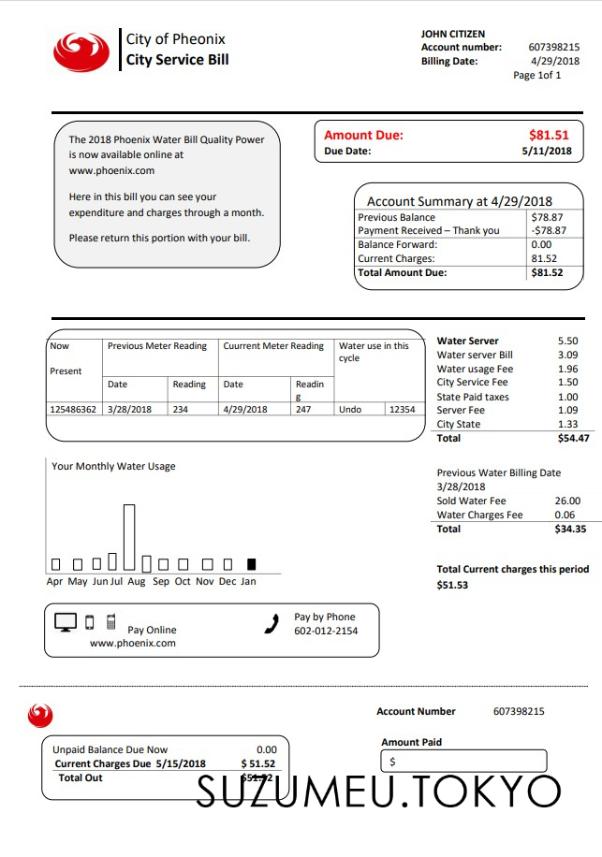 City of Pheonix
City Service Bill
JOHN CITIZEN
Account number: 607398215
Billing Date: 4/29/2018
Page 1of 1
The 2018 Phoenix Water Bill Quality Power
is now available online at
www.phoenix.com
Here in this bill you can see your
expenditure and charges through a month.
Please return this portion with your bill.
Amount Due: $81.51
Due Date: 5/11/2018
Account Summary at 4/29/2018
Previous Balance $78.87
Payment Received – Thank you -$78.87
Balance Forward: 0.00
Current Charges: 81.52
Total Amount Due: $81.52
Now Previous Meter Reading Cuurrent Meter Reading Water use in this
cycle
Present
Date Reading Date Readin
g
125486362 3/28/2018 234 4/29/2018 247 Undo 12354
Water Server 5.50
Water server Bill 3.09
Water usage Fee 1.96
City Service Fee 1.50
State Paid taxes 1.00
Server Fee 1.09
City State 1.33
Total $54.47
Your Monthly Water Usage
Apr May Jun Jul Aug Sep Oct Nov Dec Jan
Previous Water Billing Date
3/28/2018
Sold Water Fee 26.00
Water Charges Fee 0.06
Total $34.35
Total Current charges this period
$51.53
Pay Online
www.phoenix.com
Pay by Phone
602-012-2154
Account Number 607398215
Unpaid Balance Due Now 0.00
Current Charges Due 5/15/2018 $ 51.52
Total Out $51.52
Amount Paid
$
SUZUMEU.TOKYO